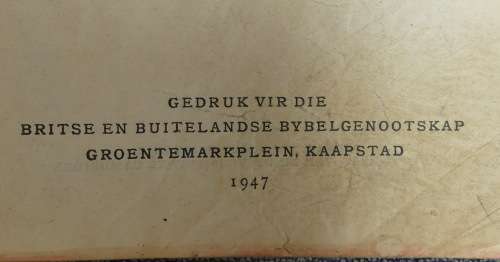 GEDRUK VIR DIE
BRITSE EN BUITELANDSE BYBELGENOOTSKAP
GROENTEMARKPLEIN, KAAPSTAD
1947